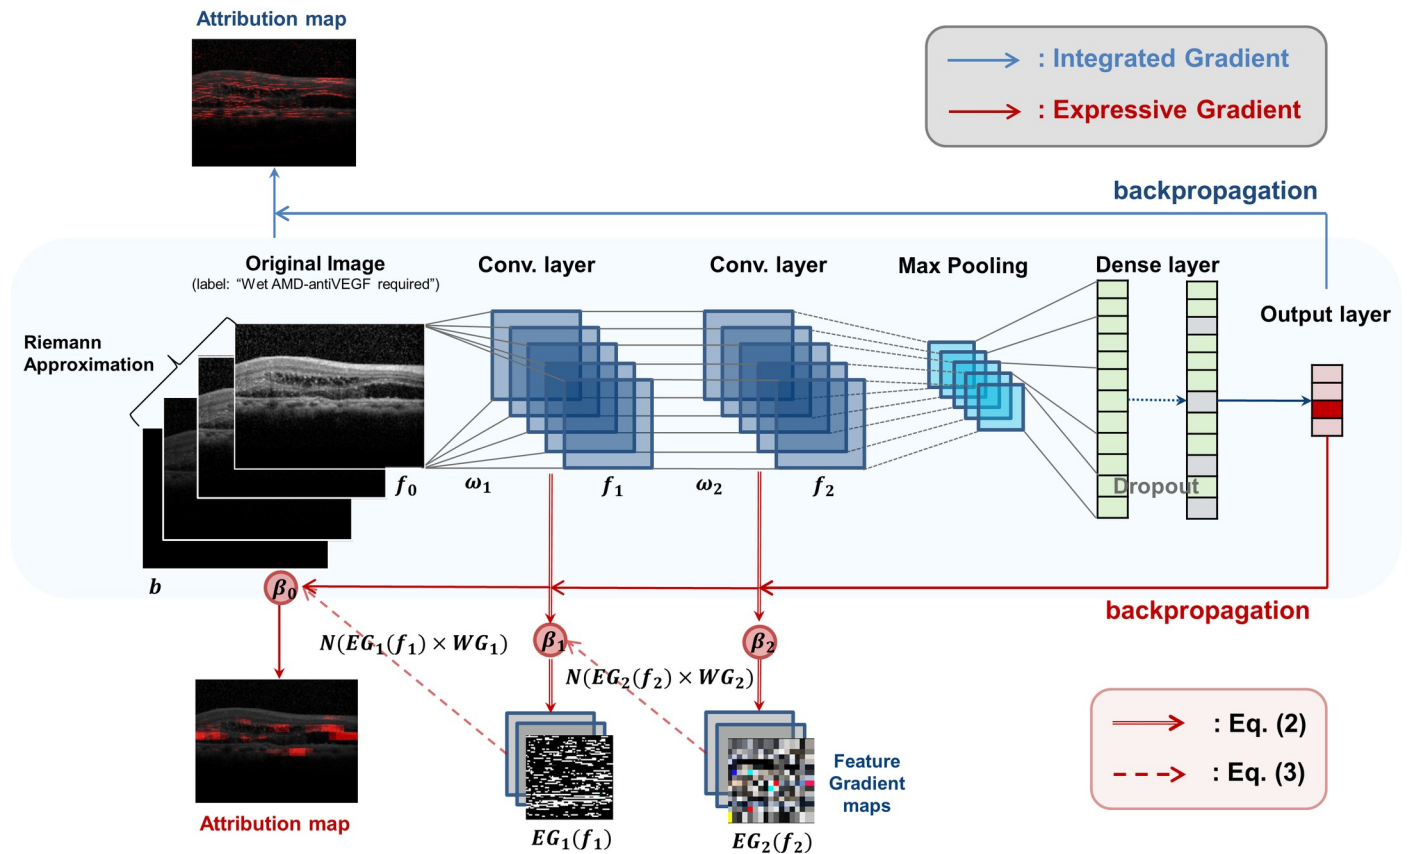 Attribution map
: Integrated Gradient
: Expressive Gradient
backpropagation
Original Image
(label: “Wet AMD-antiVEGF required”)
Conv. layer
Conv. layer
Max Pooling
Dense layer
Output layer
Riemann
Approximation
f₀
ω₁
f₁
ω₂
f₂
Dropout
b
β₀
backpropagation
N(EG₁(f₁) × WG₁)
β₁
β₂
N(EG₂(f₂) × WG₂)
: Eq. (2)
: Eq. (3)
Feature
Gradient
maps
Attribution map
EG₁(f₁)
EG₂(f₂)